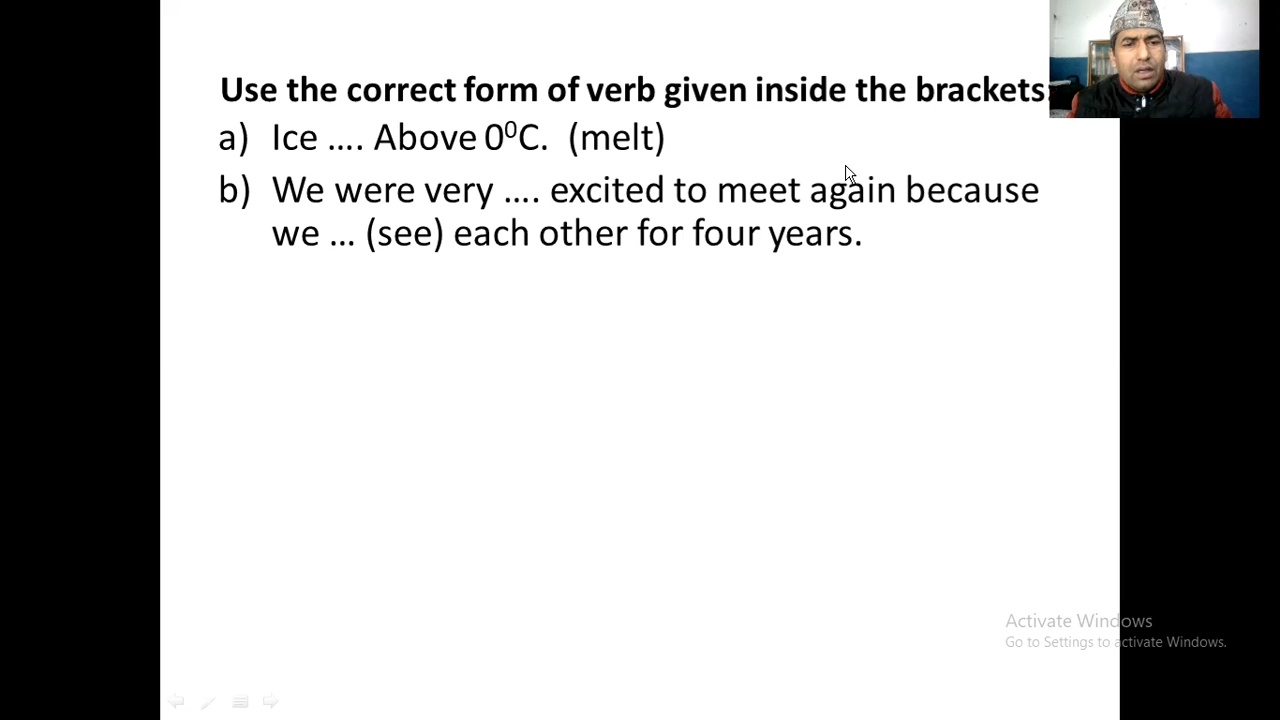 Use the correct form of verb given inside the brackets:
a) Ice .... Above 0⁰C. (melt)
b) We were very .... excited to meet again because
we ... (see) each other for four years.
Activate Windows
Go to Settings to activate Windows.